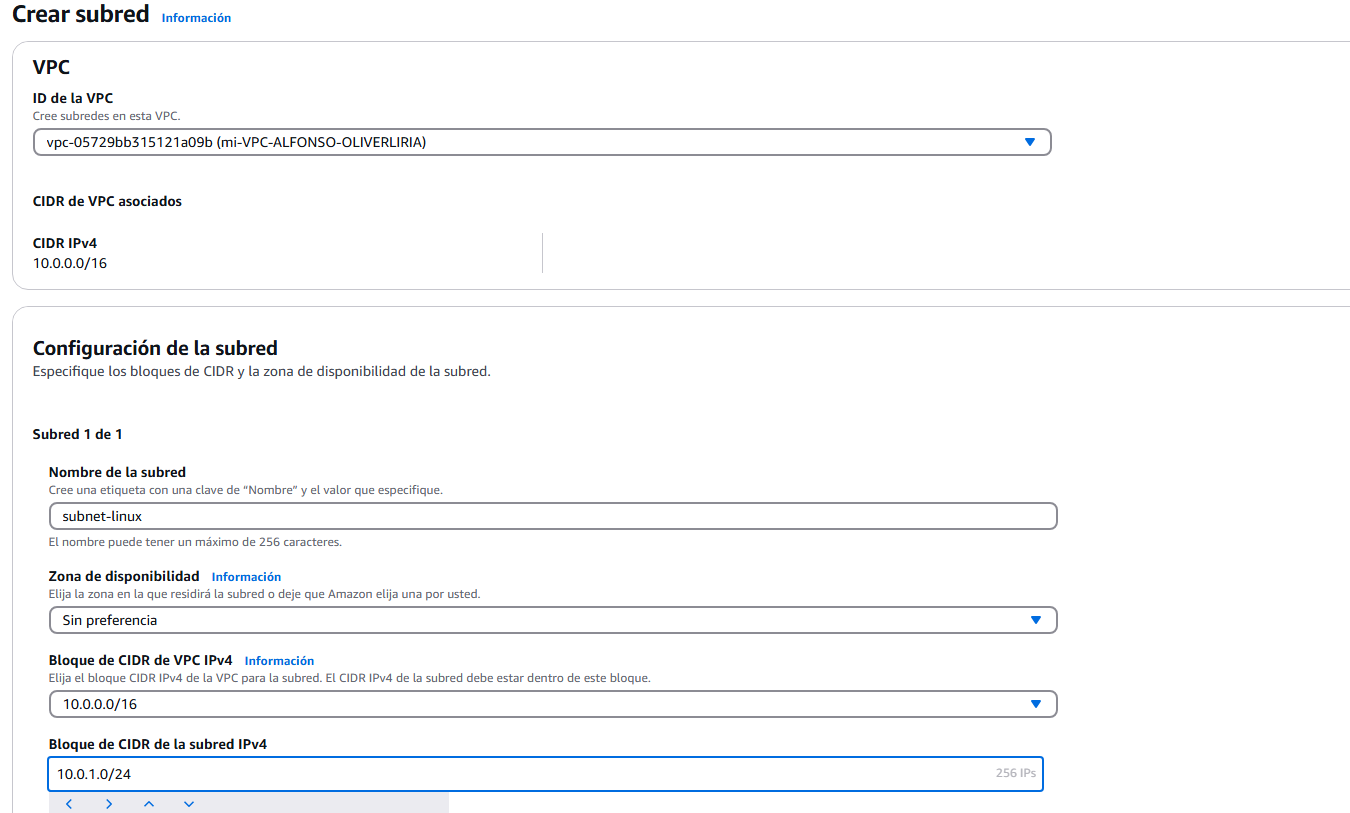 Crear subred Información
VPC
ID de la VPC
Cree subredes en esta VPC.
vpc-05729bb315121a09b (mi-VPC-ALFONSO-OLIVERLIRIA)
CIDR de VPC asociados
CIDR IPv4
10.0.0.0/16
Configuración de la subred
Especifique los bloques de CIDR y la zona de disponibilidad de la subred.
Subred 1 de 1
Nombre de la subred
Cree una etiqueta con una clave de “Nombre” y el valor que especifique.
subnet-linux
El nombre puede tener un máximo de 256 caracteres.
Zona de disponibilidad Información
Elija la zona en la que residirá la subred o deje que Amazon elija una por usted.
Sin preferencia
Bloque de CIDR de VPC IPv4 Información
Elija el bloque CIDR IPv4 de la VPC para la subred. El CIDR IPv4 de la subred debe estar dentro de este bloque.
10.0.0.0/16
Bloque de CIDR de la subred IPv4
10.0.1.0/24 256 IPs